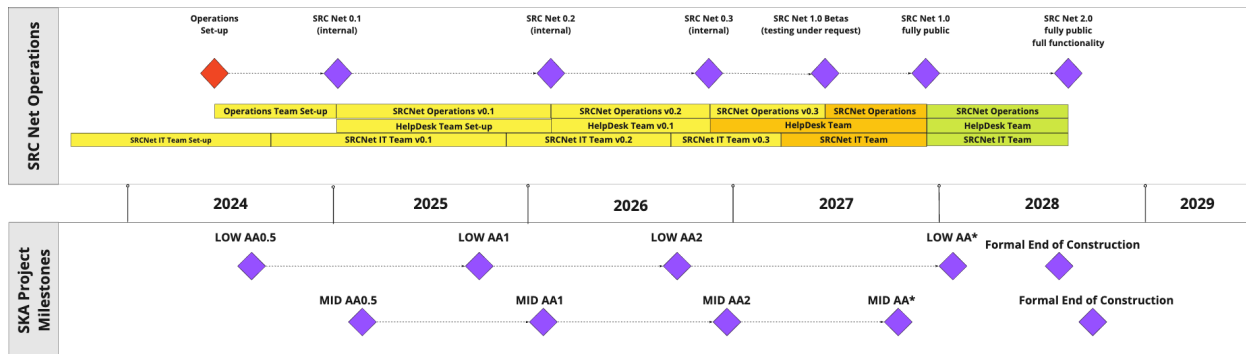 SRC Net Operations
Operations
Set-up
SRC Net 0.1
(internal)
SRC Net 0.2
(internal)
SRC Net 0.3
(internal)
SRC Net 1.0 Betas
(testing under request)
SRC Net 1.0
fully public
SRC Net 2.0
fully public
full functionality
Operations Team Set-up
SRCNet Operations v0.1
SRCNet Operations v0.2
SRCNet Operations v0.3
SRCNet Operations
SRCNet Operations
HelpDesk Team Set-up
HelpDesk Team v0.1
HelpDesk Team
HelpDesk Team
SRCNet IT Team Set-up
SRCNet IT Team v0.1
SRCNet IT Team v0.2
SRCNet IT Team v0.3
SRCNet IT Team
SRCNet IT Team
2024
2025
2026
2027
2028
2029
SKA Project
Milestones
LOW AA0.5
LOW AA1
LOW AA2
LOW AA*
Formal End of Construction
MID AA0.5
MID AA1
MID AA2
MID AA*
Formal End of Construction